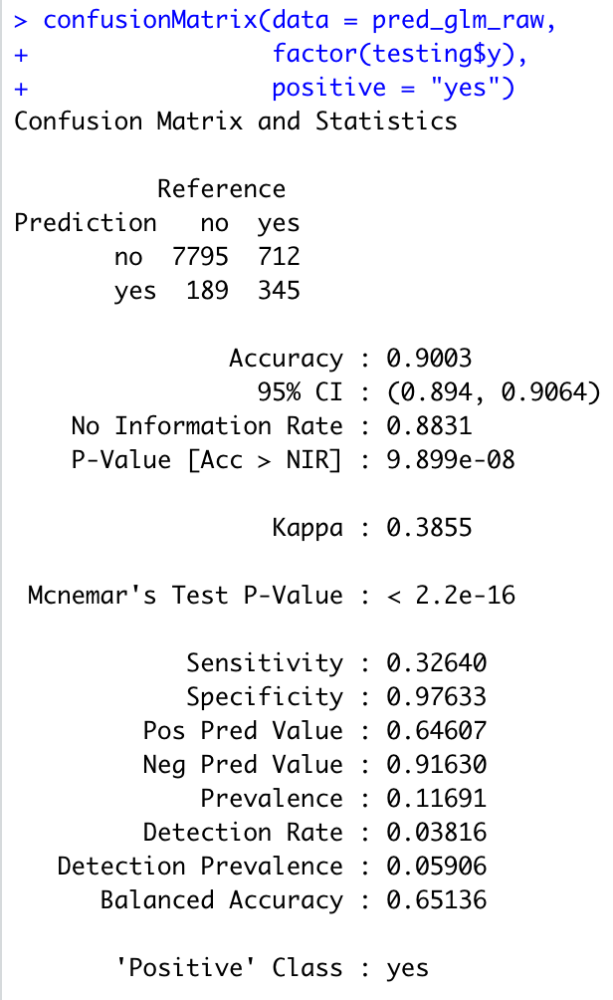 > confusionMatrix(data = pred_glm_raw,
+                 factor(testing$y),
+                 positive = "yes")
Confusion Matrix and Statistics

          Reference
Prediction   no  yes
       no  7795  712
       yes  189  345

               Accuracy : 0.9003
                 95% CI : (0.894, 0.9064)
    No Information Rate : 0.8831
    P-Value [Acc > NIR] : 9.899e-08

                  Kappa : 0.3855

 Mcnemar's Test P-Value : < 2.2e-16

            Sensitivity : 0.32640
            Specificity : 0.97633
         Pos Pred Value : 0.64607
         Neg Pred Value : 0.91630
             Prevalence : 0.11691
         Detection Rate : 0.03816
   Detection Prevalence : 0.05906
      Balanced Accuracy : 0.65136

       'Positive' Class : yes